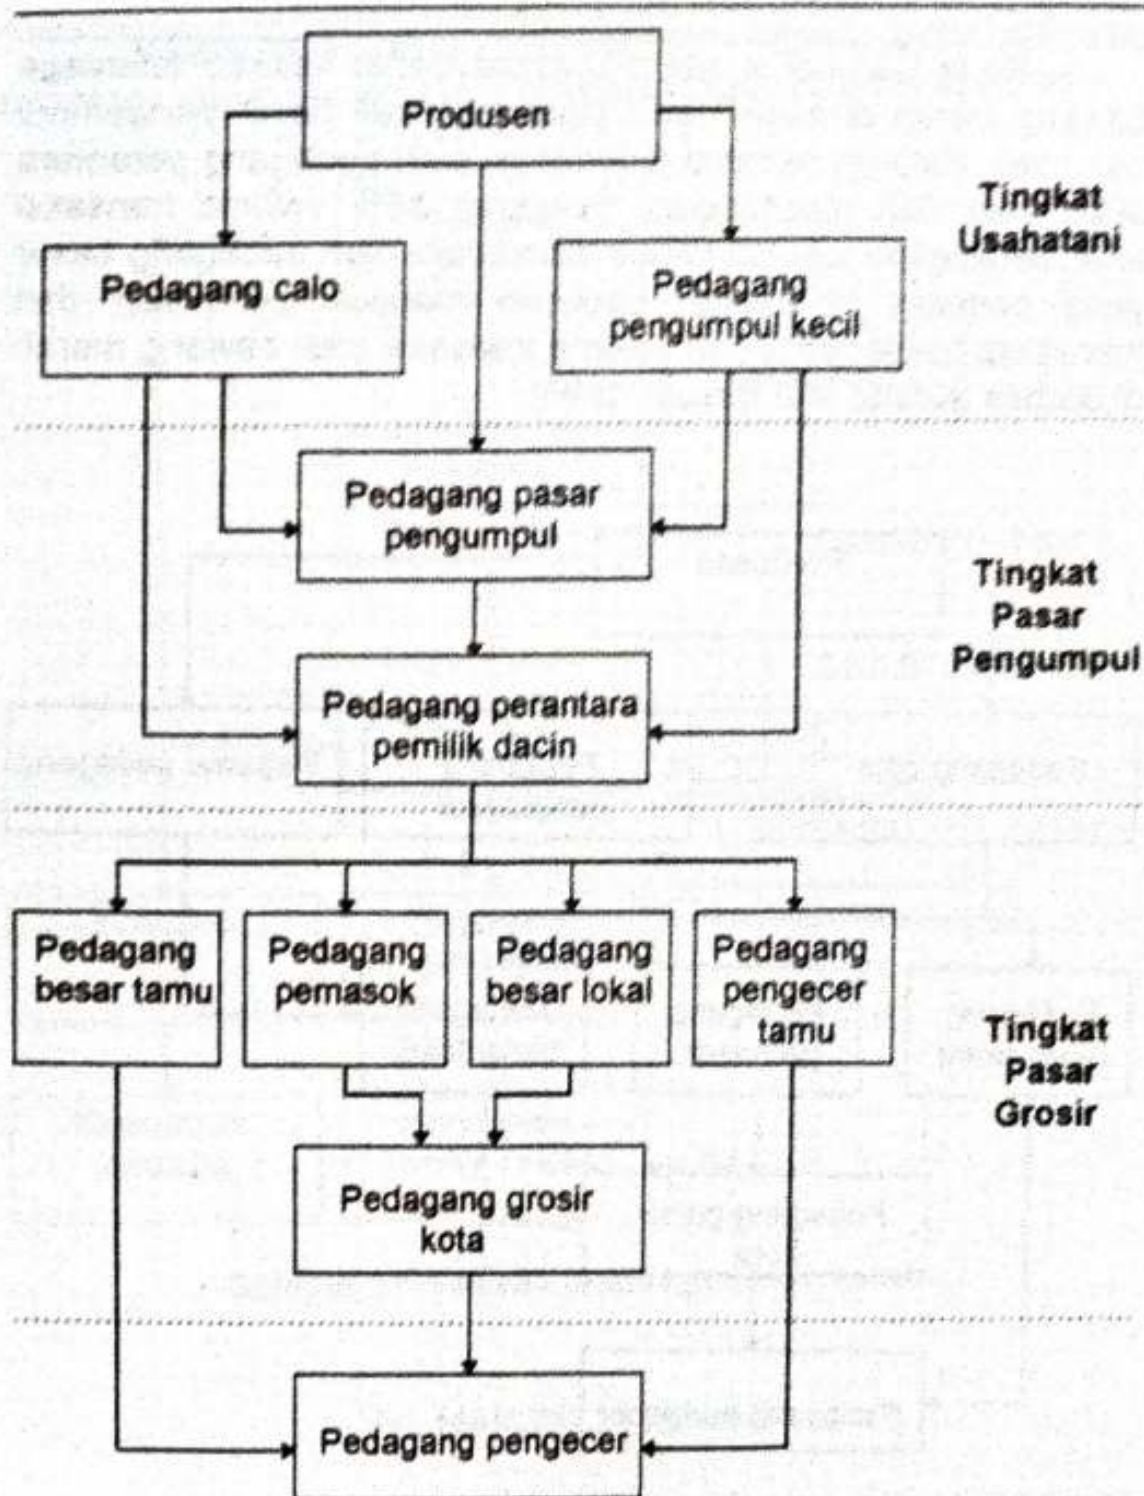 Produsen
Tingkat
Usahatani
Pedagang calo
Pedagang
pengumpul kecil
Pedagang pasar
pengumpul
Tingkat
Pasar
Pengumpul
Pedagang perantara
pemilik dacin
Pedagang
besar tamu
Pedagang
pemasok
Pedagang
besar lokal
Pedagang
pengecer
tamu
Tingkat
Pasar
Grosir
Pedagang grosir
kota
Pedagang pengecer